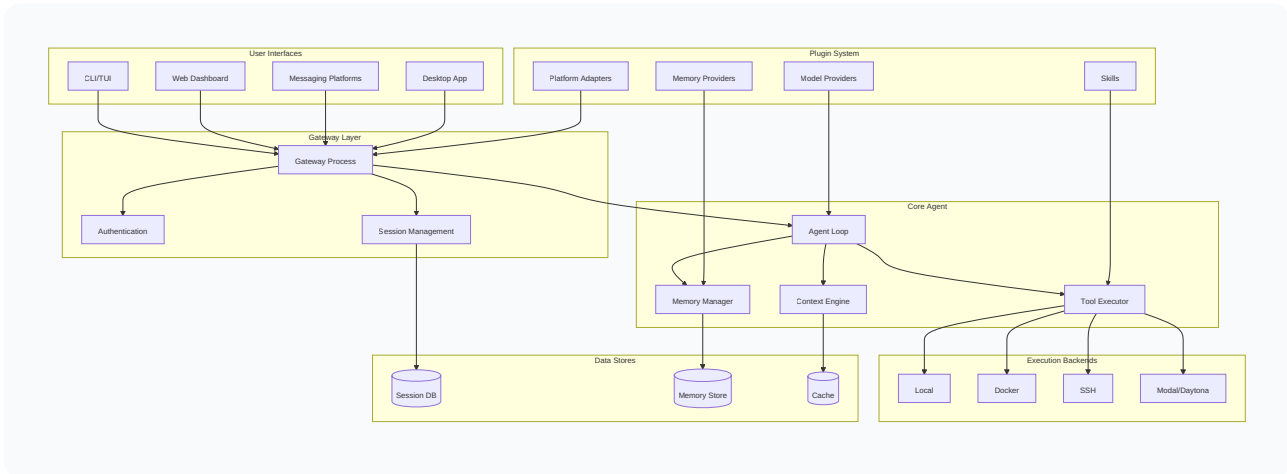 User Interfaces
CLI/TUI
Web Dashboard
Messaging Platforms
Desktop App
Plugin System
Platform Adapters
Memory Providers
Model Providers
Skills
Gateway Layer
Gateway Process
Authentication
Session Management
Core Agent
Agent Loop
Memory Manager
Context Engine
Tool Executor
Data Stores
Session DB
Memory Store
Cache
Execution Backends
Local
Docker
SSH
Modal/Daytona